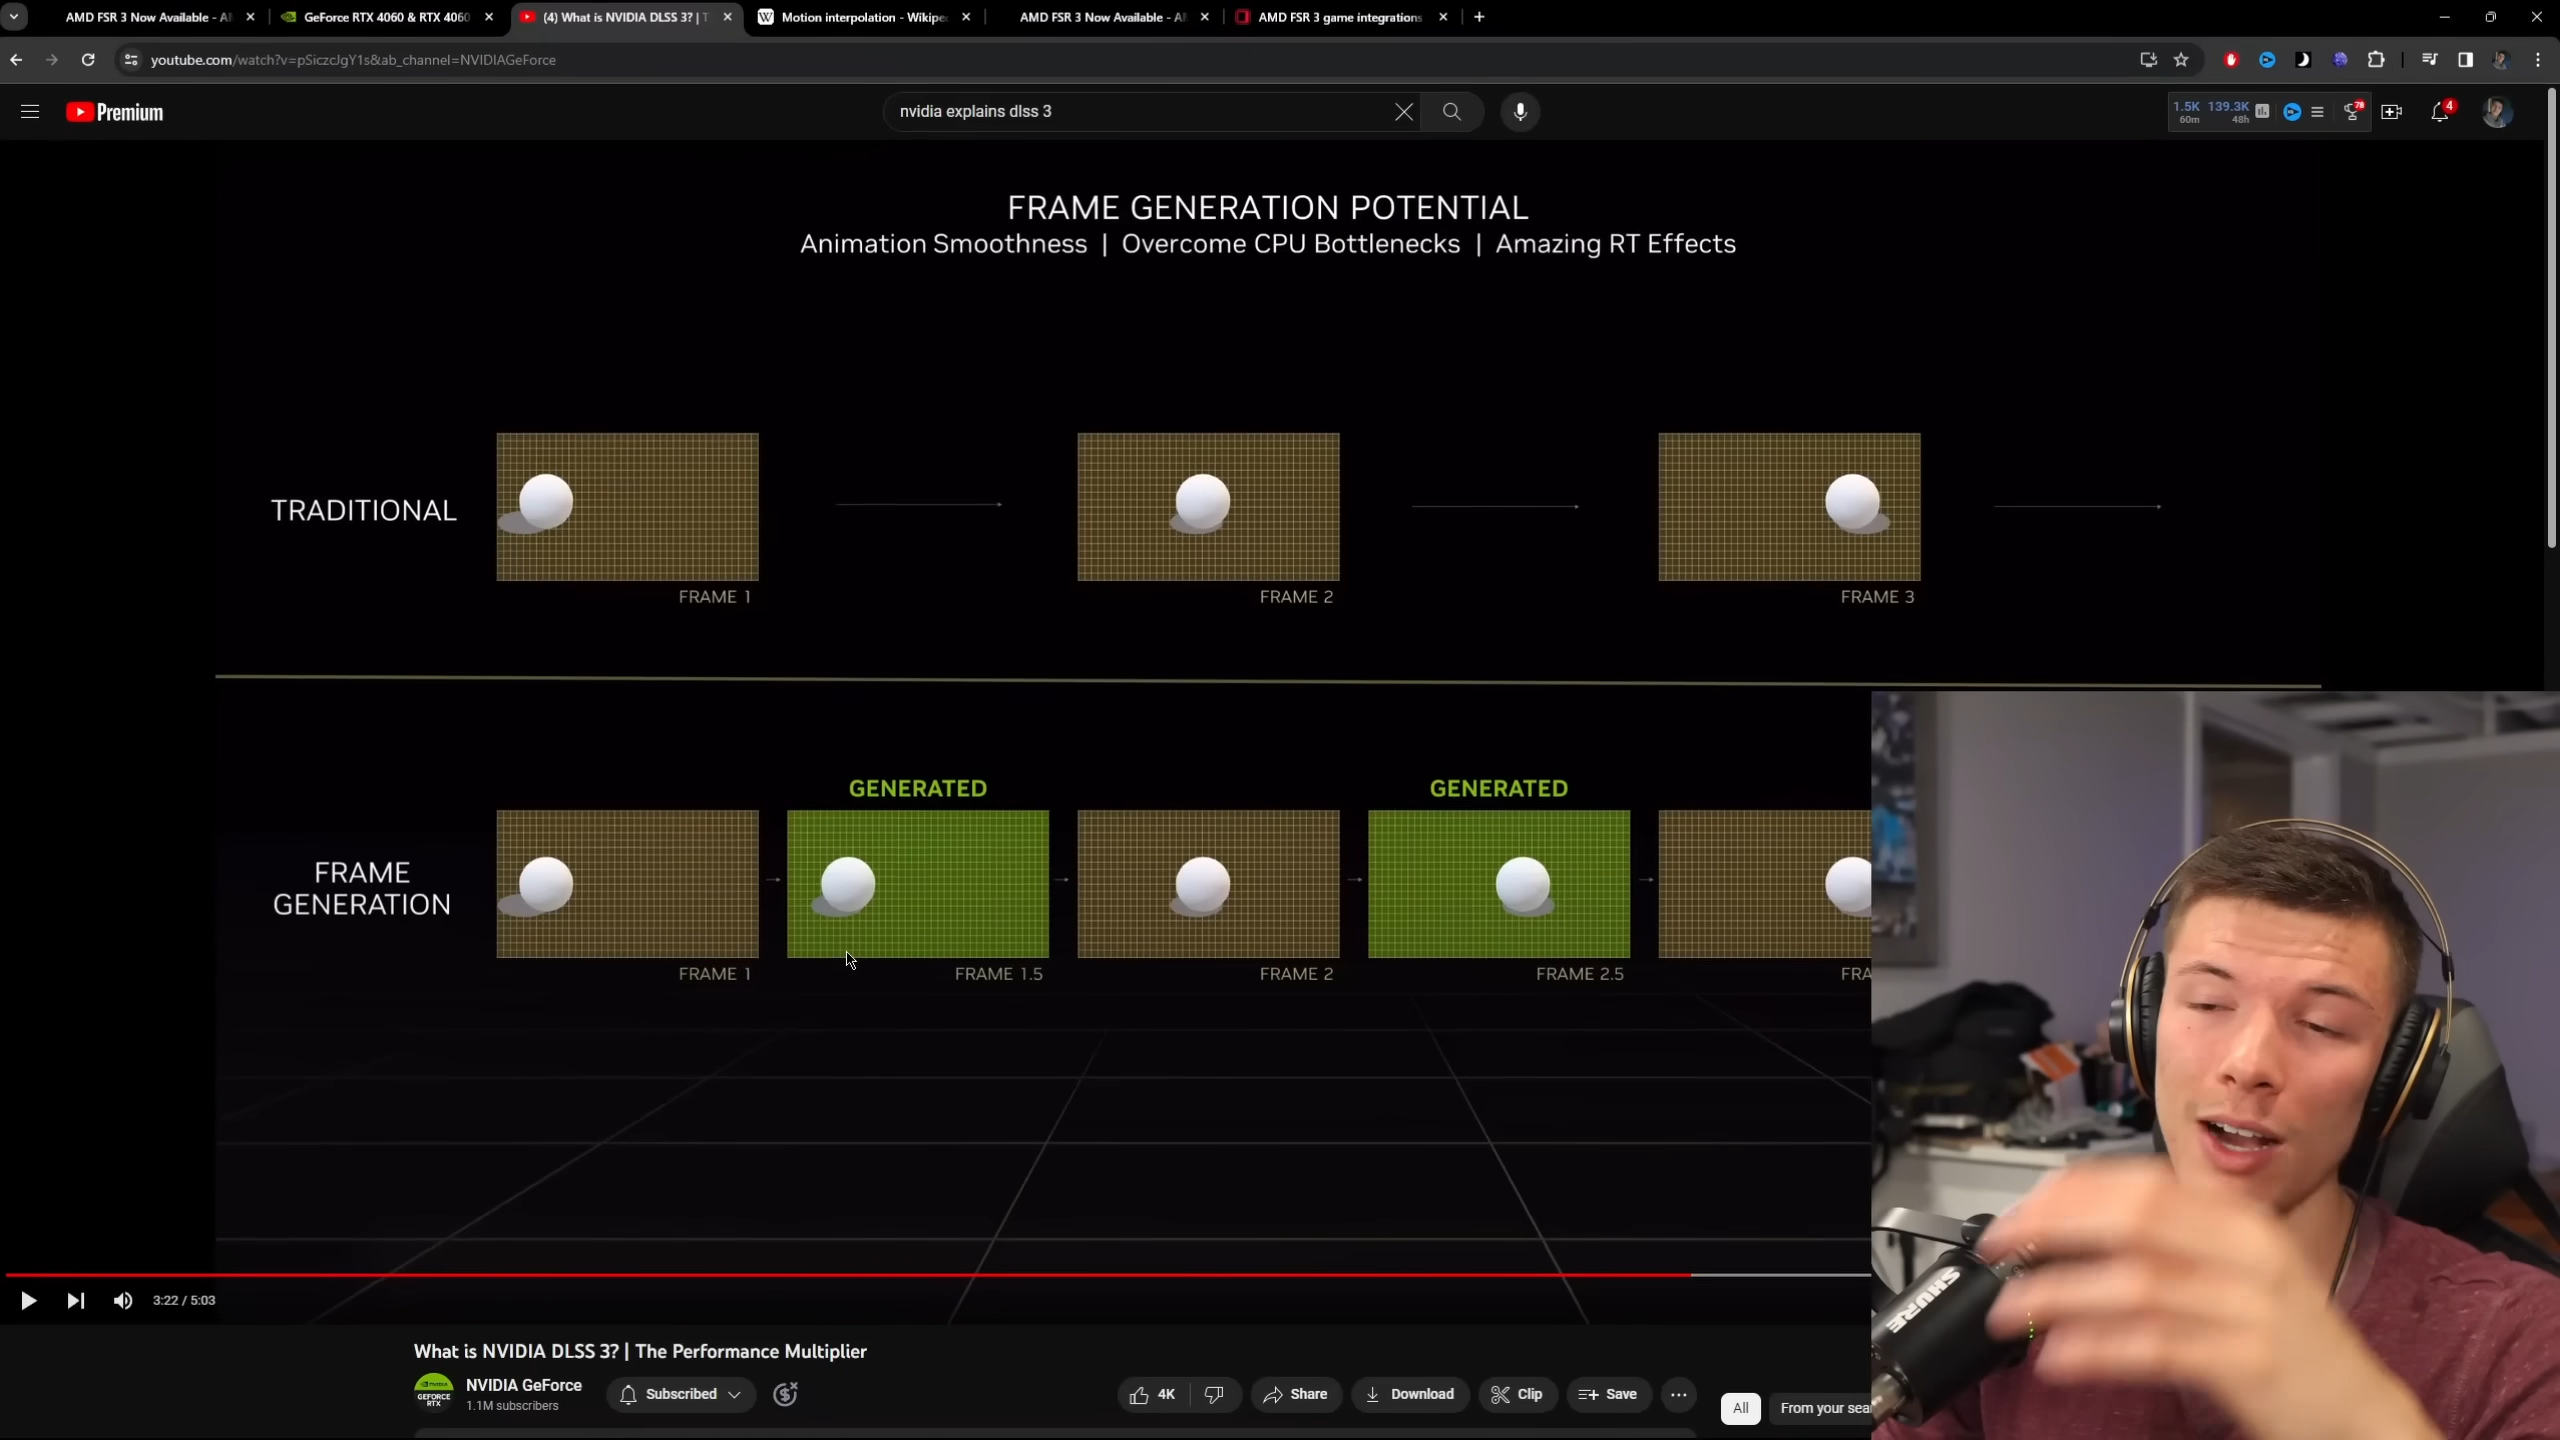 AMD FSR 3 Now Available - A
GeForce RTX 4060 & RTX 4060
(4) What is NVIDIA DLSS 3? | T
Motion interpolation - Wikipe
AMD FSR 3 Now Available - A
AMD FSR 3 game integrations
youtube.com/watch?v=pSiczcJgY1s&ab_channel=NVIDIAGeForce
Premium
nvidia explains dlss 3
1.5K 139.3K
60m 48h
78
4
FRAME GENERATION POTENTIAL
Animation Smoothness | Overcome CPU Bottlenecks | Amazing RT Effects
TRADITIONAL
FRAME 1
FRAME 2
FRAME 3
GENERATED
GENERATED
FRAME
GENERATION
FRAME 1
FRAME 1.5
FRAME 2
FRAME 2.5
FRA
SHURE
3:22 / 5:03
What is NVIDIA DLSS 3? | The Performance Multiplier
NVIDIA GeForce
1.1M subscribers
GEFORCE
RTX
Subscribed
4K
Share
Download
Clip
Save
All
From your sea